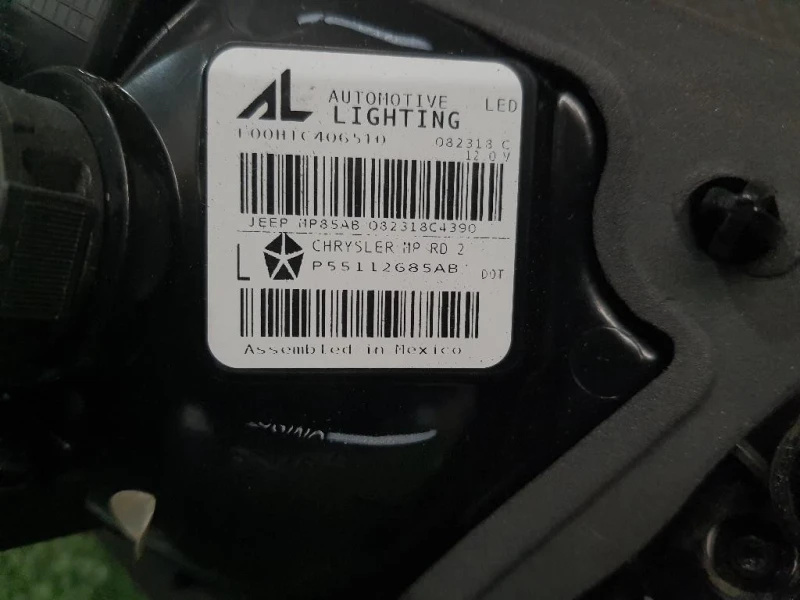 AL AUTOMOTIVE LED
LIGHTING
F00HTC406510 082318 C
12.0 V
JEEP MP85AB 082318C4390
L CHRYSLER MP RD 2
P55112685AB DOT
Assembled in Mexico